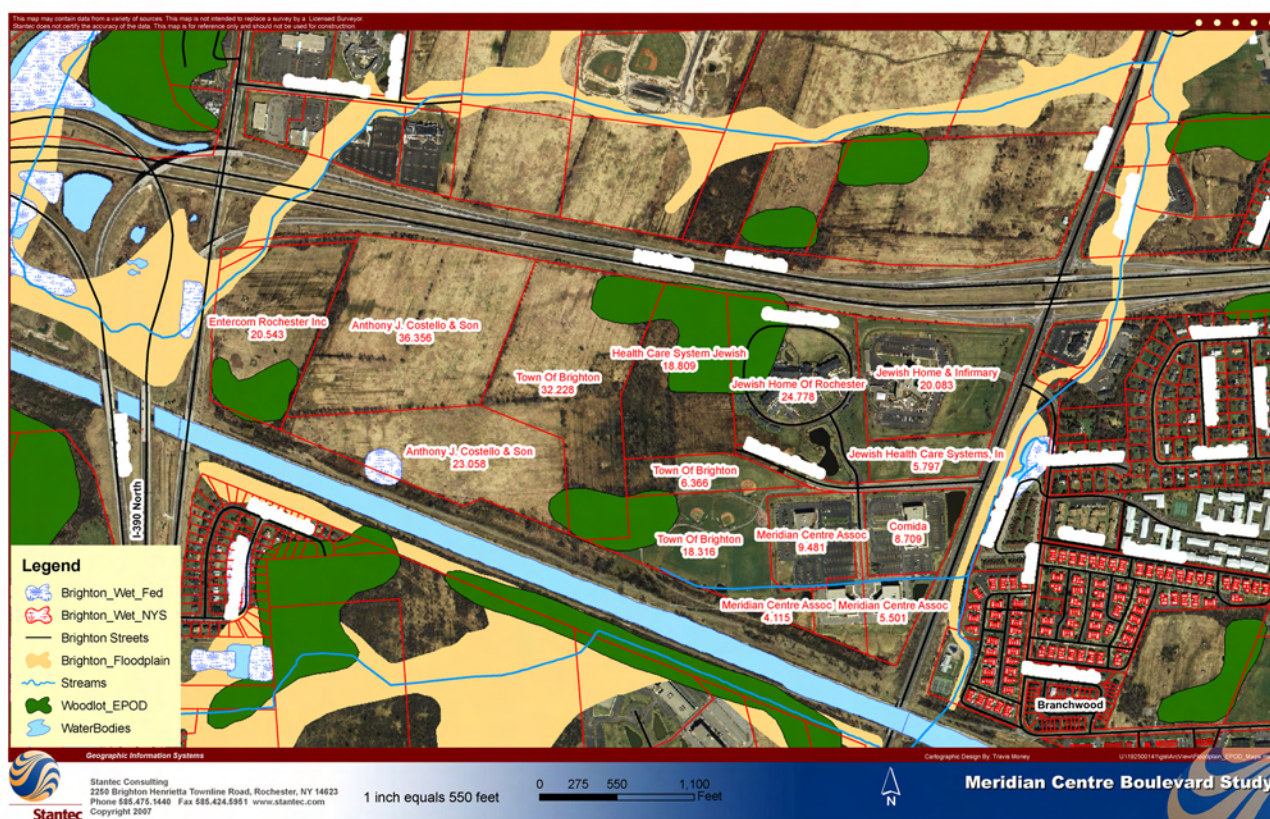 This map may contain data from a variety of sources. This map is not intended to replace a survey by a Licensed Surveyor.
Stantec does not certify the accuracy of the data. This map is for reference only and should not be used for construction.
Entercom Rochester Inc
20.543
Anthony J. Costello & Son
36.356
Town Of Brighton
32.228
Health Care System Jewish
18.809
Jewish Home Of Rochester
24.778
Jewish Home & Infirmary
20.083
Anthony J. Costello & Son
23.058
Jewish Health Care Systems, In
5.797
Town Of Brighton
6.366
Town Of Brighton
18.316
Meridian Centre Assoc
9.481
Comida
8.709
Meridian Centre Assoc
4.115
Meridian Centre Assoc
5.501
I-390 North
Branchwood
Legend
Brighton_Wet_Fed
Brighton_Wet_NYS
Brighton Streets
Brighton_Floodplain
Streams
Woodlot_EPOD
WaterBodies
Geographic Information Systems
Cartographic Design By: Travis Money
Stantec
Stantec Consulting
2250 Brighton Henrietta Townline Road, Rochester, NY 14623
Phone 585.475.1440 Fax 585.424.5951 www.stantec.com
Copyright 2007
1 inch equals 550 feet
0 275 550 1,100
Feet
N
Meridian Centre Boulevard Study